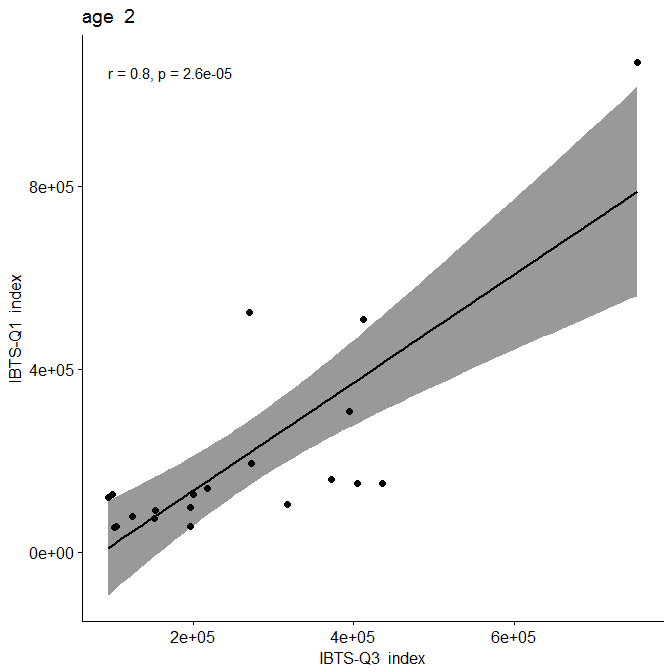 age 2
r = 0.8, p = 2.6e-05
8e+05
4e+05
0e+00
IBTS-Q1 index
2e+05 4e+05 6e+05
IBTS-Q3 index